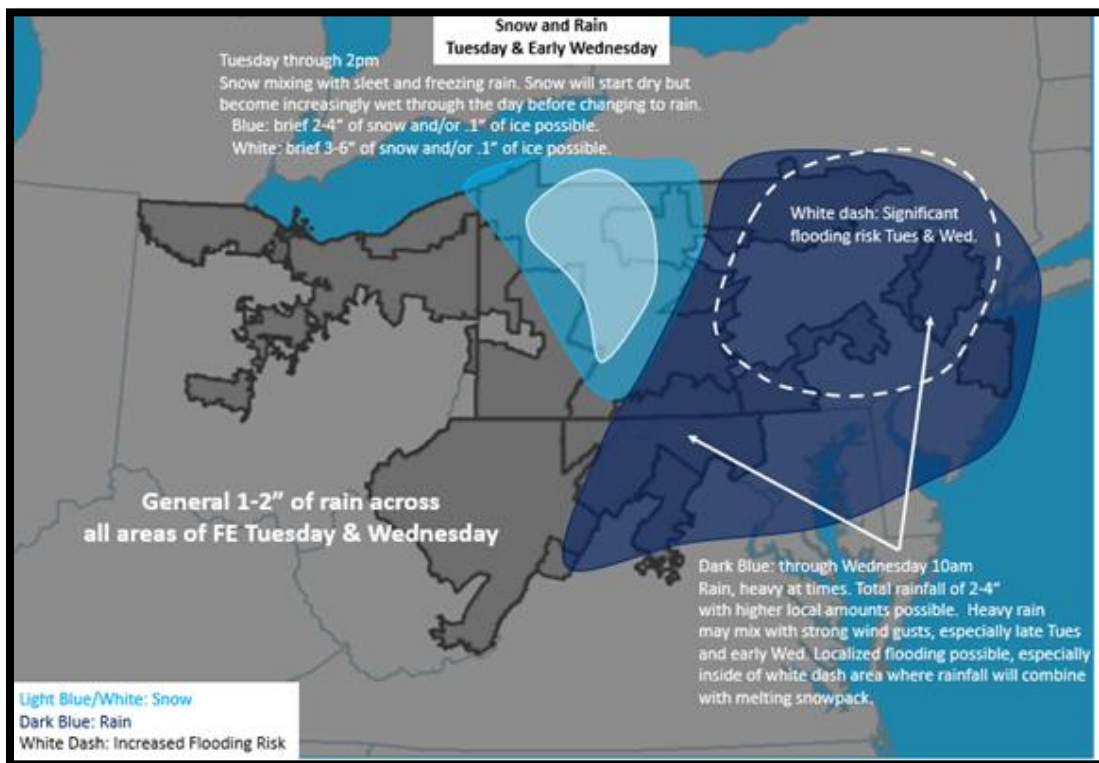 Snow and Rain
Tuesday & Early Wednesday
Tuesday through 2pm
Snow mixing with sleet and freezing rain. Snow will start dry but
become increasingly wet through the day before changing to rain.
Blue: brief 2-4" of snow and/or .1" of ice possible.
White: brief 3-6" of snow and/or .1" of ice possible.
White dash: Significant
flooding risk Tues & Wed.
General 1-2" of rain across
all areas of FE Tuesday & Wednesday
Dark Blue: through Wednesday 10am
Rain, heavy at times. Total rainfall of 2-4"
with higher local amounts possible. Heavy rain
may mix with strong wind gusts, especially late Tues
and early Wed. Localized flooding possible, especially
inside of white dash area where rainfall will combine
with melting snowpack.
Light Blue/White: Snow
Dark Blue: Rain
White Dash: Increased Flooding Risk